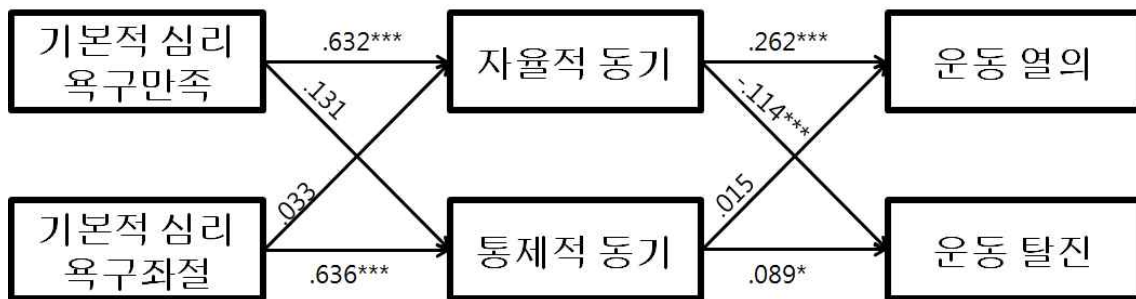 기본적 심리
욕구만족
.632***
자율적 동기
.262***
운동 열의
.131
-.114***
.033
.015
기본적 심리
욕구좌절
.636***
통제적 동기
.089*
운동 탈진